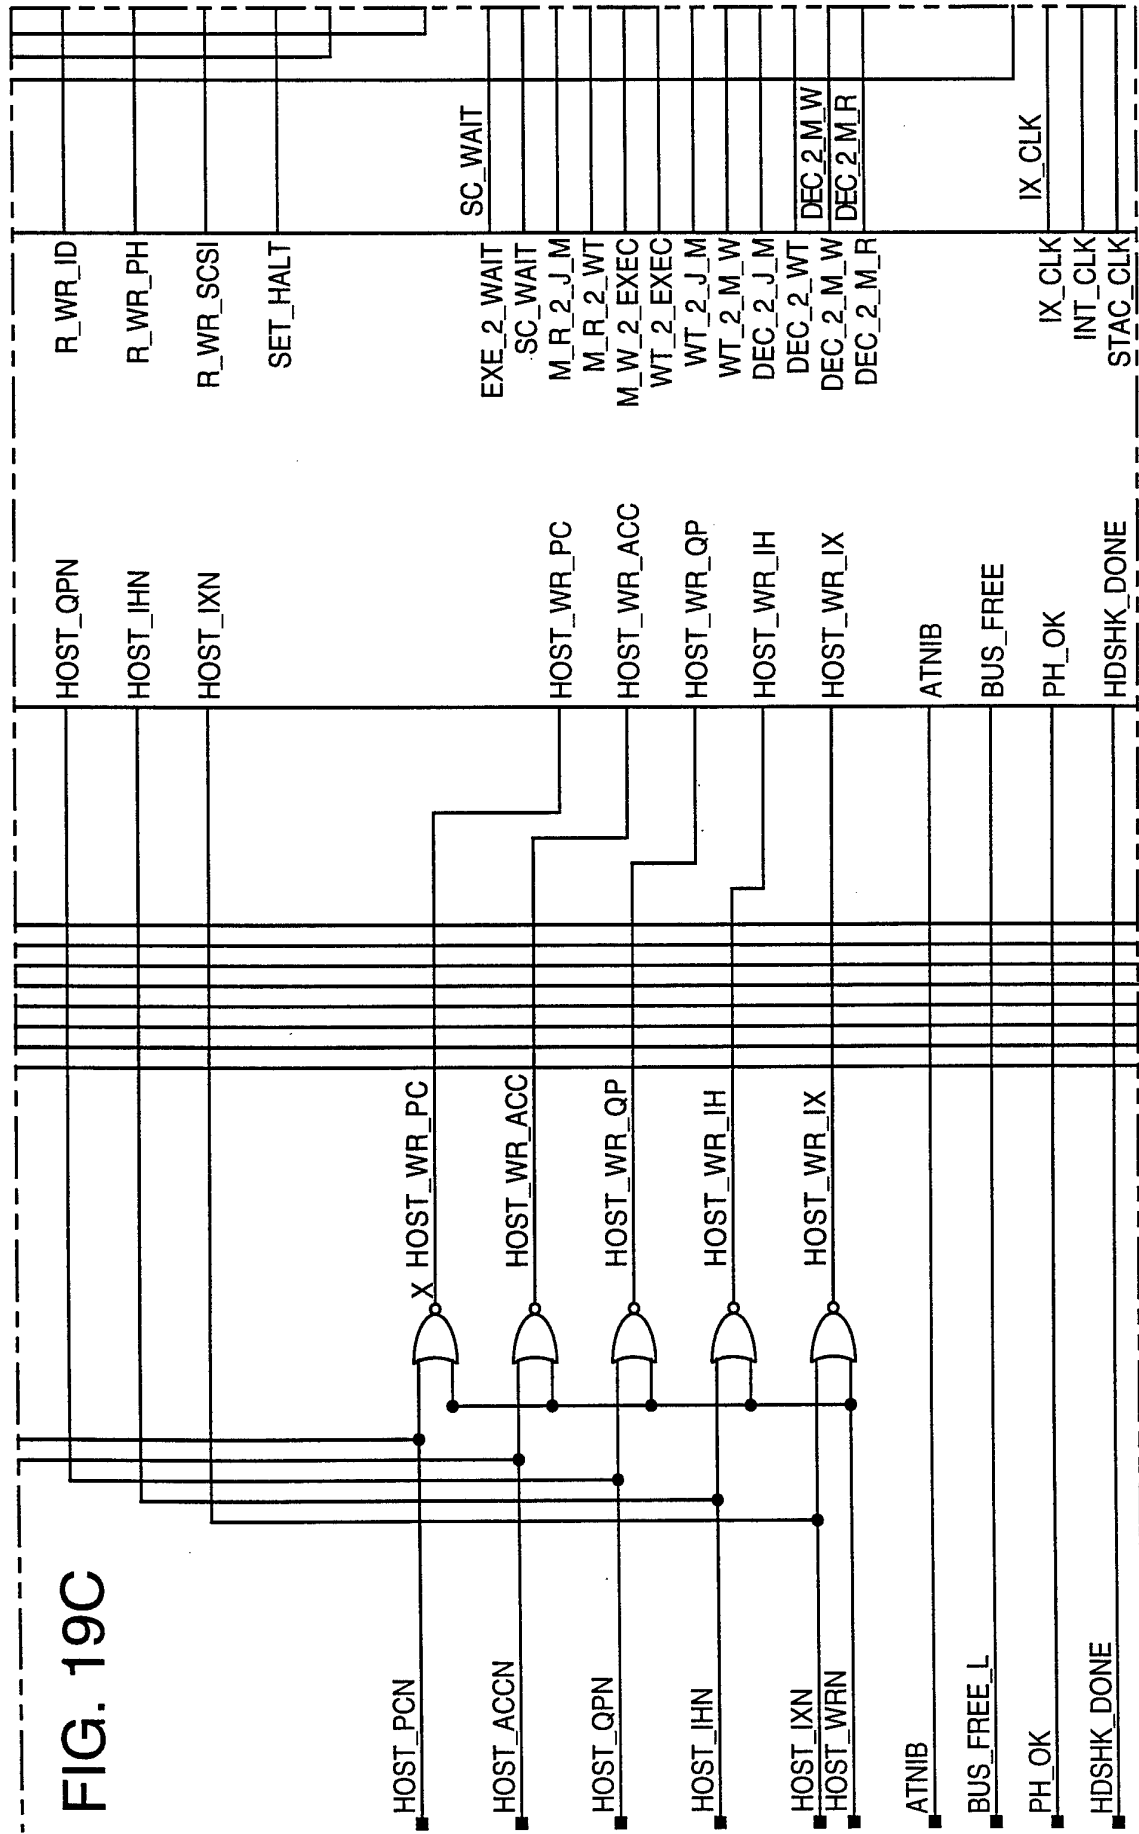 FIG. 19C
HOST_PCN
HOST_ACCN
HOST_QPN
HOST_IHN
HOST_IXN
HOST_WRN
ATNIB
BUS_FREE_L
PH_OK
HDSHK_DONE
X HOST_WR_PC
HOST_WR_ACC
HOST_WR_QP
HOST_WR_IH
HOST_WR_IX
HOST_QPN
HOST_IHN
HOST_IXN
HOST_WR_PC
HOST_WR_ACC
HOST_WR_QP
HOST_WR_IH
HOST_WR_IX
ATNIB
BUS_FREE
PH_OK
HDSHK_DONE
R_WR_ID
R_WR_PH
R_WR_SCSI
SET_HALT
EXE_2_WAIT
SC_WAIT
M_R_2_J_M
M_R_2_WT
M_W_2_EXEC
WT_2_EXEC
WT_2_J_M
WT_2_M_W
DEC_2_J_M
DEC_2_WT
DEC_2_M_W
DEC_2_M_R
IX_CLK
INT_CLK
STAC_CLK
SC_WAIT
DEC_2_M_W
DEC_2_M_R
IX_CLK